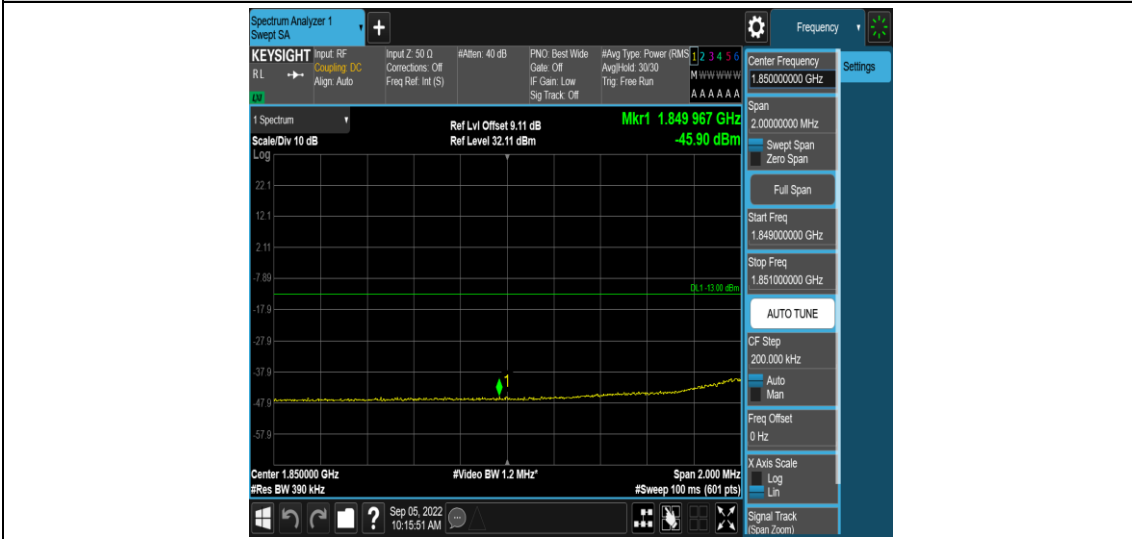 Spectrum Analyzer 1
Swept SA
+
Frequency
KEYSIGHT
RL
Input: RF
Coupling: DC
Align: Auto
Input Z: 50 Ω
Corrections: Off
Freq Ref: Int (S)
#Atten: 40 dB
PNO: Best Wide
Gate: Off
IF Gain: Low
Sig Track: Off
#Avg Type: Power (RMS
Avg|Hold: 30/30
Trig: Free Run
1 2 3 4 5 6
M W W W W W
A A A A A A
1 Spectrum
Scale/Div 10 dB
Log
Ref Lvl Offset 9.11 dB
Ref Level 32.11 dBm
Mkr1 1.849 967 GHz
-45.90 dBm
22.1
12.1
2.11
-7.89
-17.9
-27.9
-37.9
-47.9
-57.9
DL1 -13.00 dBm
1
Center 1.850000 GHz
#Res BW 390 kHz
#Video BW 1.2 MHz*
Span 2.000 MHz
#Sweep 100 ms (601 pts)
?
Sep 05, 2022
10:15:51 AM
Center Frequency
1.850000000 GHz
Settings
Span
2.00000000 MHz
Swept Span
Zero Span
Full Span
Start Freq
1.849000000 GHz
Stop Freq
1.851000000 GHz
AUTO TUNE
CF Step
200.000 kHz
Auto
Man
Freq Offset
0 Hz
X Axis Scale
Log
Lin
Signal Track
(Span Zoom)